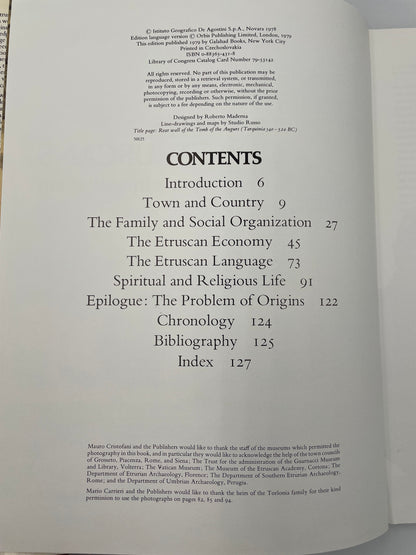 © Istituto Geografico De Agostini S.p.A., Novara 1978
Edition language version © Orbis Publishing Limited, London, 1979
This edition published 1979 by Galahad Books, New York City
Printed in Czechoslovakia
ISBN 0-88365-431-8
Library of Congress Catalog Card Number 79-53142
All rights reserved. No part of this publication may be
reproduced, stored in a retrieval system, or transmitted,
in any form or by any means, electronic, mechanical,
photocopying, recording or otherwise, without the prior
permission of the publishers. Such permission, if granted,
is subject to a fee depending on the nature of the use.
Designed by Roberto Maderna
Line-drawings and maps by Studio Russo
Title page: Rear wall of the Tomb of the Augurs (Tarquinia 540 - 520 BC)
CONTENTS
Introduction 6
Town and Country 9
The Family and Social Organization 27
The Etruscan Economy 45
The Etruscan Language 73
Spiritual and Religious Life 91
Epilogue: The Problem of Origins 122
Chronology 124
Bibliography 125
Index 127
Mauro Cristofani and the Publishers would like to thank the staff of the museums which permitted the
photography in this book, and in particular they would like to acknowledge the help of the town councils
of Grosseto, Piacenza, Rome, and Siena; The Trust for the administration of the Guarnacci Museum
and Library, Volterra; The Vatican Museum; The Museum of the Etruscan Academy, Cortona; The
Department of Etrurian Archaeology, Florence; The Department of Southern Etrurian Archaeology,
Rome; and the Department of Umbrian Archaeology, Perugia.
Mario Carrieri and the Publishers would like to thank the heirs of the Torlonia family for their kind
permission to use the photographs on pages 82, 85 and 94.